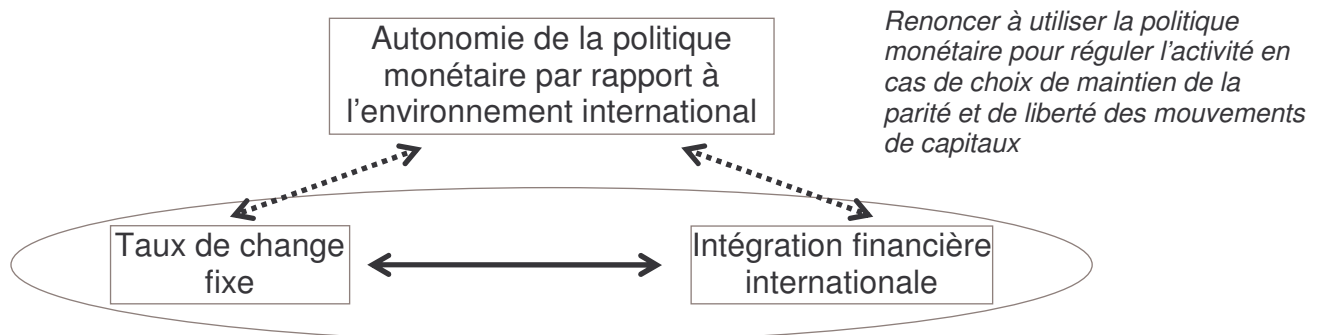 Autonomie de la politique
monétaire par rapport à
l’environnement international
Renoncer à utiliser la politique
monétaire pour réguler l’activité en
cas de choix de maintien de la
parité et de liberté des mouvements
de capitaux
Taux de change
fixe
Intégration financière
internationale